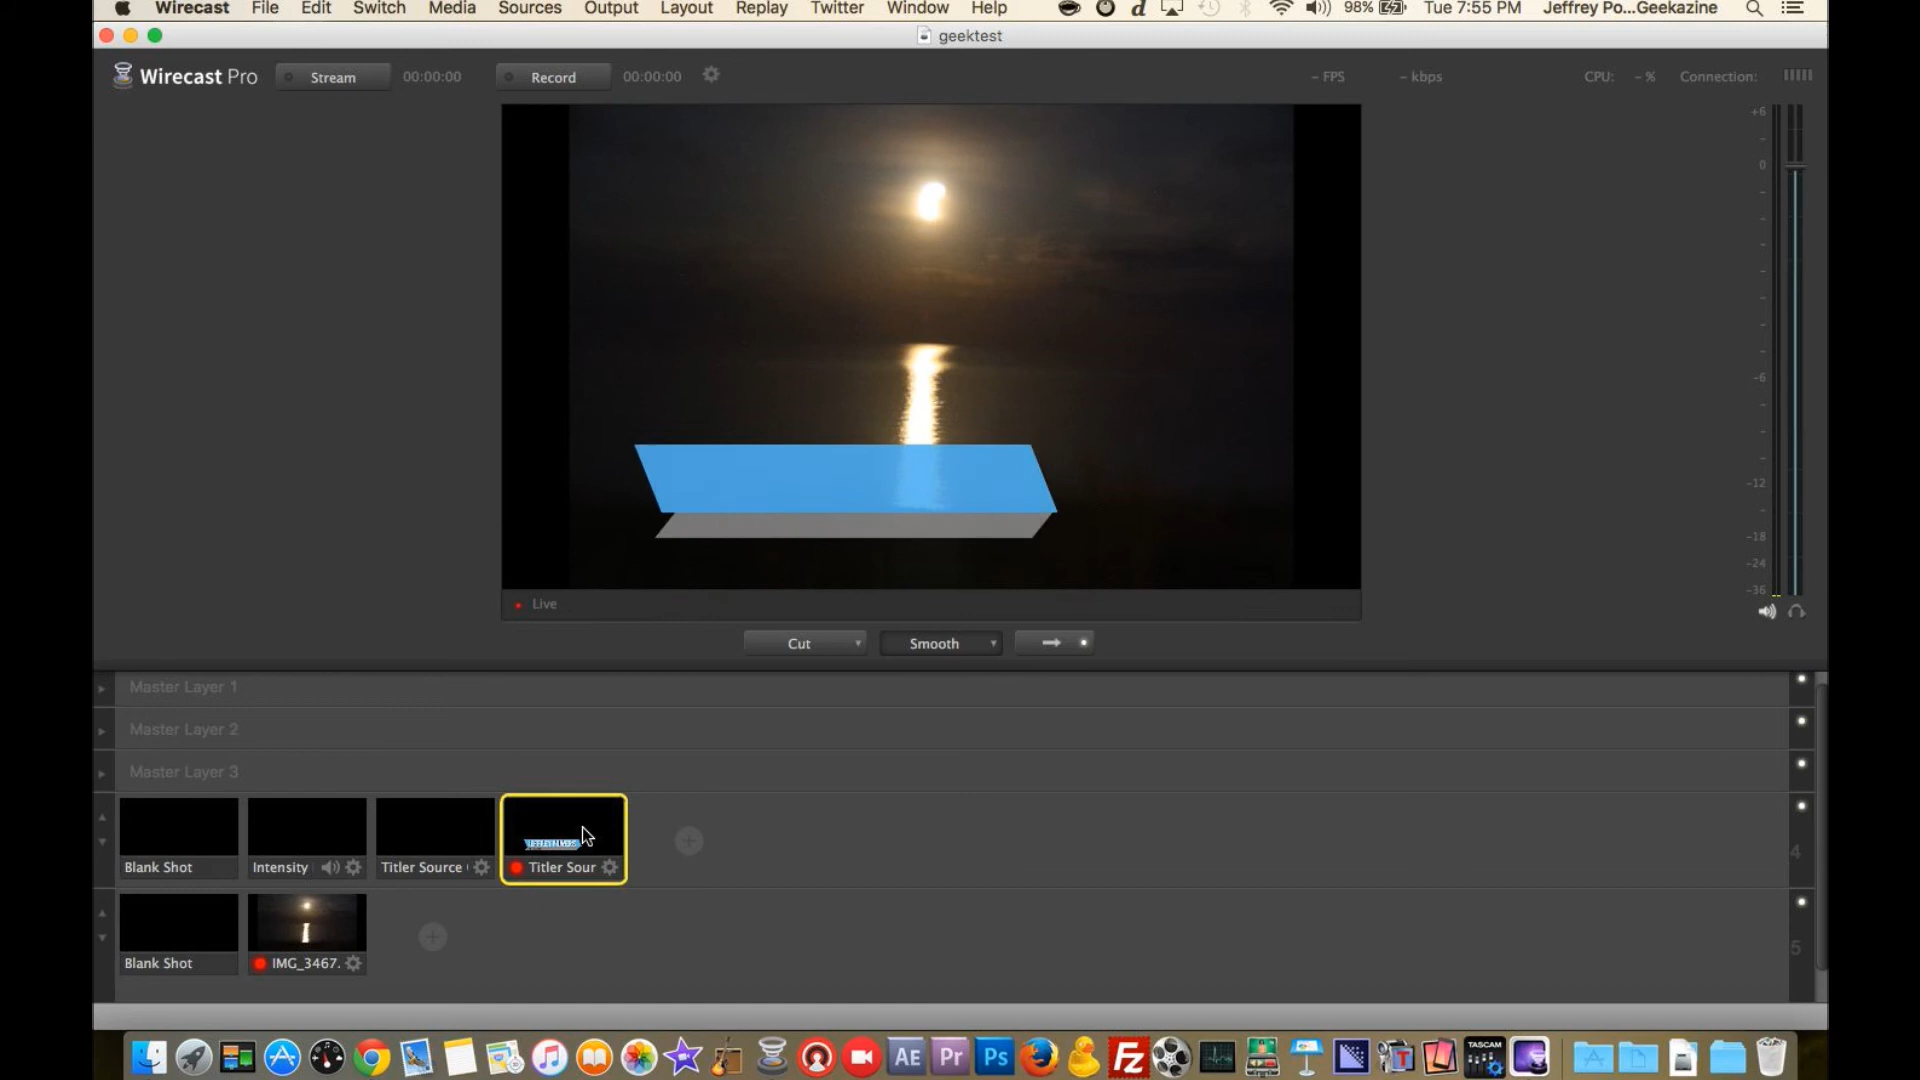 Wirecast File Edit Switch Media Sources Output Layout Replay Twitter Window Help d 98% Tue 7:55 PM Jeffrey Po...Geekazine
geektest
Wirecast Pro Stream 00:00:00 Record 00:00:00 – FPS – kbps CPU: – % Connection:
+6
0
-6
-12
-18
-24
-36
Live
Cut Smooth
Master Layer 1
Master Layer 2
Master Layer 3
4
Blank Shot Intensity Titler Source Titler Sour
5
Blank Shot IMG_3467.
AE Pr Ps FZ T TASCAM